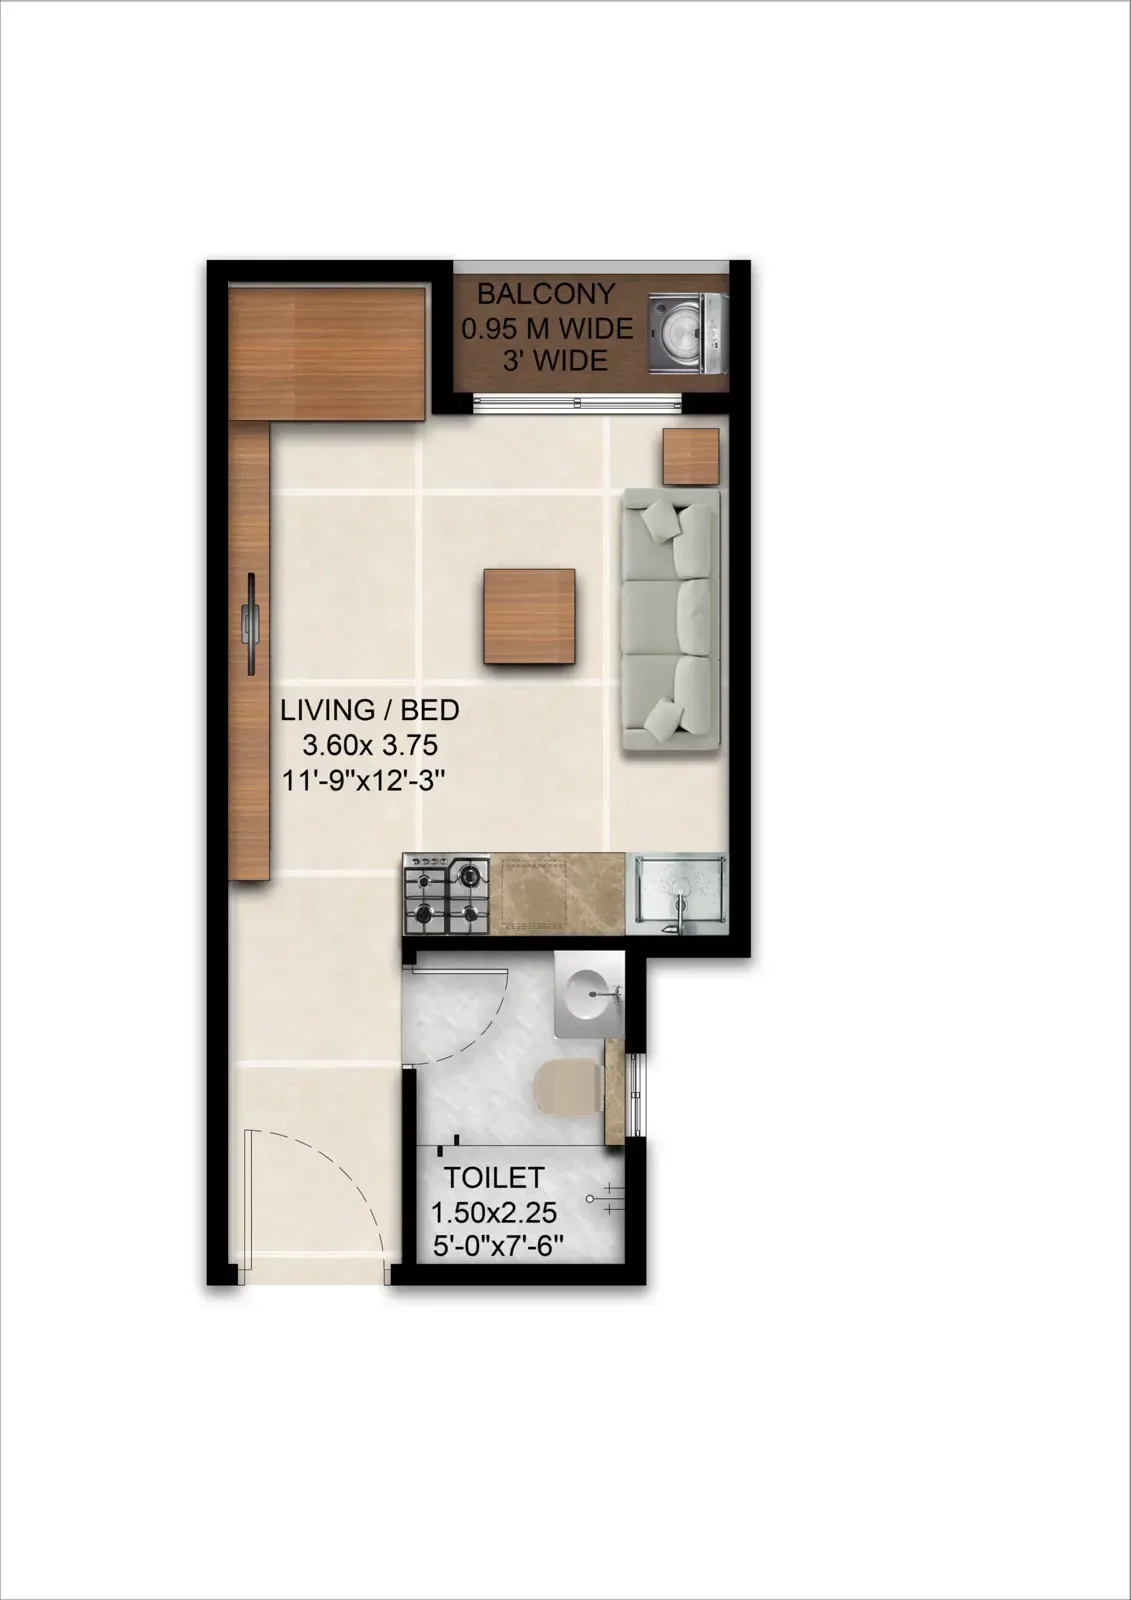 BALCONY
0.95 M WIDE
3' WIDE
LIVING / BED
3.60x 3.75
11'-9"x12'-3"
TOILET
1.50x2.25
5'-0"x7'-6"